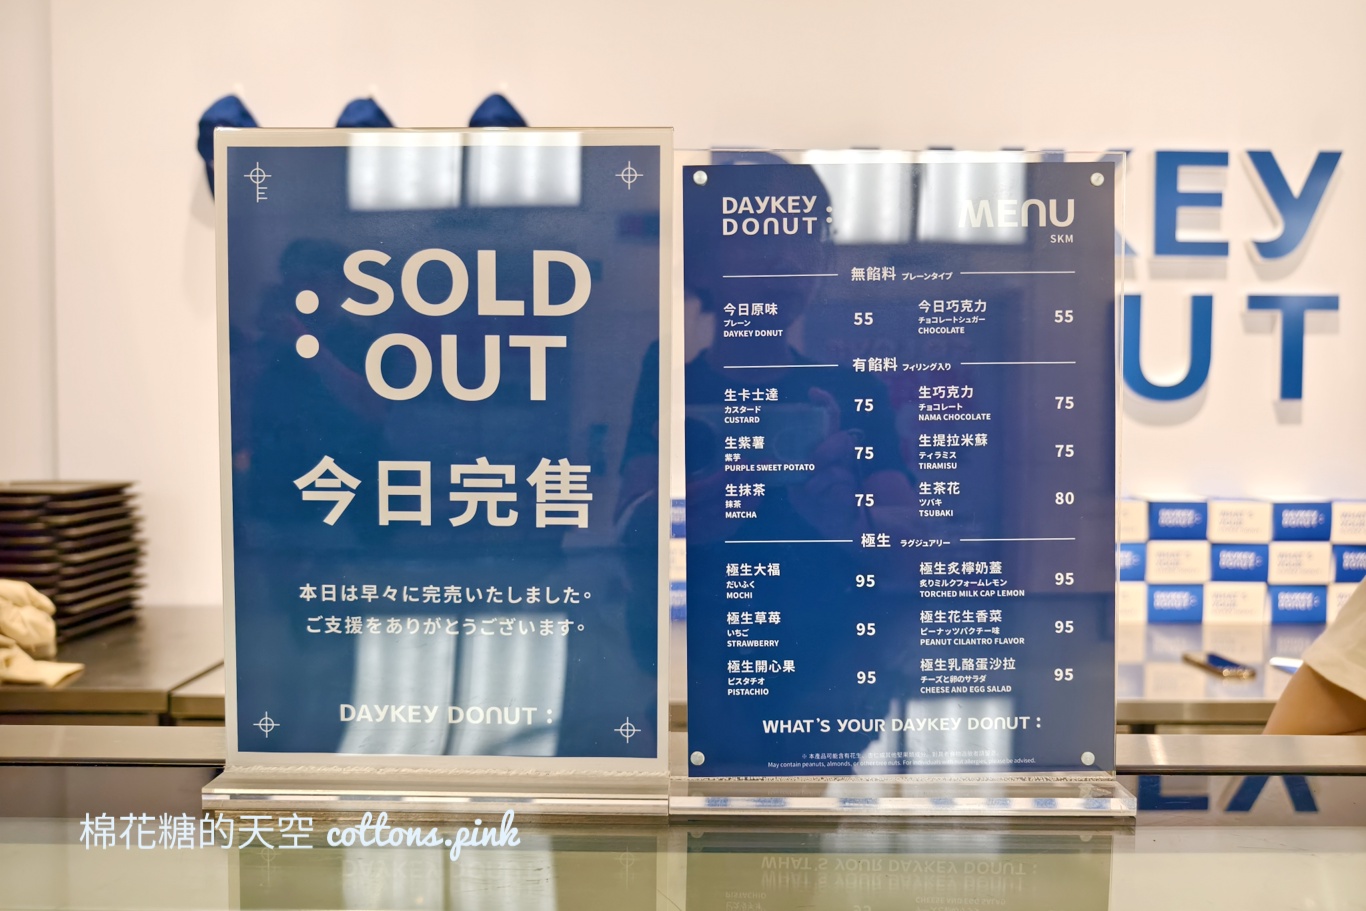 : SOLD
OUT
今日完售
本日は早々に完売いたしました。
ご支援をありがとうございます。
DAYKEY DONUT :
DAYKEY
DONUT :
MENU
SKM
無餡料 プレーンタイプ
今日原味
プレーン
DAYKEY DONUT
55
今日巧克力
チョコレートシュガー
CHOCOLATE
55
有餡料 フィリング入り
生卡士達
カスタード
CUSTARD
75
生巧克力
チョコレート
NAMA CHOCOLATE
75
生紫薯
紫芋
PURPLE SWEET POTATO
75
生提拉米蘇
ティラミス
TIRAMISU
75
生抹茶
抹茶
MATCHA
75
生茶花
ツバキ
TSUBAKI
80
極生 ラグジュアリー
極生大福
だいふく
MOCHI
95
極生炙檸奶蓋
炙りミルクフォームレモン
TORCHED MILK CAP LEMON
95
極生草莓
いちご
STRAWBERRY
95
極生花生香菜
ピーナッツパクチー味
PEANUT CILANTRO FLAVOR
95
極生開心果
ピスタチオ
PISTACHIO
95
極生乳酪蛋沙拉
チーズと卵のサラダ
CHEESE AND EGG SALAD
95
WHAT'S YOUR DAYKEY DONUT :
May contain peanuts, almonds, or
KEY
UT
棉花糖的天空 cottons.pink